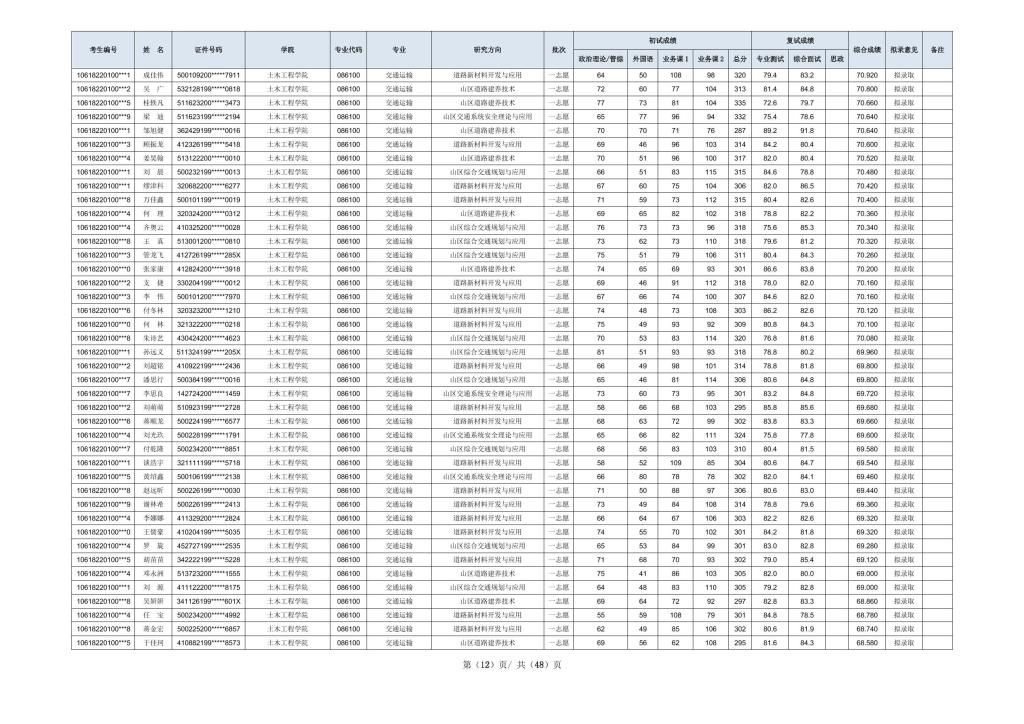 考生编号 姓 名 证件号码 学院 专业代码 专业 研究方向 批次 初试成绩 复试成绩 综合成绩 拟录意见 备注
政治理论/管综 外国语 业务课1 业务课2 总分 专业测试 综合面试 思政
10618220100***1 成佳伟 500109200*****7911 土木工程学院 086100 交通运输 道路新材料开发与应用 一志愿 64 50 108 98 320 79.4 83.2 70.920 拟录取
10618220100***2 吴 广 532128199*****0818 土木工程学院 086100 交通运输 山区道路建养技术 一志愿 72 60 77 104 313 81.4 84.8 70.800 拟录取
10618220100***5 桂轶凡 511623200*****3473 土木工程学院 086100 交通运输 山区道路建养技术 一志愿 77 73 81 104 335 72.6 79.7 70.660 拟录取
10618220100***9 梁 迪 511623199*****2194 土木工程学院 086100 交通运输 山区交通系统安全理论与应用 一志愿 65 77 96 94 332 75.4 78.6 70.640 拟录取
10618220100***1 邹旭健 362429199*****0016 土木工程学院 086100 交通运输 山区道路建养技术 一志愿 70 70 71 76 287 89.2 91.8 70.640 拟录取
10618220100***3 顾振龙 412326199*****5418 土木工程学院 086100 交通运输 道路新材料开发与应用 一志愿 69 46 96 103 314 84.2 80.4 70.600 拟录取
10618220100***4 姜昊翰 513122200*****0010 土木工程学院 086100 交通运输 山区道路建养技术 一志愿 70 51 96 100 317 82.0 80.4 70.520 拟录取
10618220100***1 刘 晨 500232199*****0013 土木工程学院 086100 交通运输 山区综合交通规划与应用 一志愿 66 51 83 115 315 84.6 78.8 70.480 拟录取
10618220100***1 缪津科 320682200*****6277 土木工程学院 086100 交通运输 道路新材料开发与应用 一志愿 67 60 75 104 306 82.0 86.5 70.420 拟录取
10618220100***8 万佳鑫 500101199*****0019 土木工程学院 086100 交通运输 道路新材料开发与应用 一志愿 71 59 73 112 315 80.4 82.6 70.400 拟录取
10618220100***4 何 理 320324200*****0312 土木工程学院 086100 交通运输 山区道路建养技术 一志愿 69 65 82 102 318 78.8 82.2 70.360 拟录取
10618220100***4 齐奥云 410325200*****0028 土木工程学院 086100 交通运输 山区综合交通规划与应用 一志愿 76 73 73 96 318 75.6 85.3 70.340 拟录取
10618220100***8 王 真 513001200*****0810 土木工程学院 086100 交通运输 山区综合交通规划与应用 一志愿 73 62 73 110 318 79.6 81.2 70.320 拟录取
10618220100***3 管龙飞 412726199*****285X 土木工程学院 086100 交通运输 山区综合交通规划与应用 一志愿 75 51 79 106 311 80.4 84.3 70.260 拟录取
10618220100***0 张家康 412824200*****3918 土木工程学院 086100 交通运输 山区道路建养技术 一志愿 74 65 69 93 301 86.6 83.8 70.200 拟录取
10618220100***2 支 捷 330204199*****0012 土木工程学院 086100 交通运输 道路新材料开发与应用 一志愿 69 46 91 112 318 78.0 82.0 70.160 拟录取
10618220100***3 李 伟 500101200*****7970 土木工程学院 086100 交通运输 山区综合交通规划与应用 一志愿 67 66 74 100 307 84.6 82.0 70.160 拟录取
10618220100***6 付冬林 320323200*****1210 土木工程学院 086100 交通运输 道路新材料开发与应用 一志愿 74 48 73 108 303 86.2 82.6 70.120 拟录取
10618220100***0 何 林 321322200*****0218 土木工程学院 086100 交通运输 道路新材料开发与应用 一志愿 75 49 93 92 309 80.8 84.3 70.100 拟录取
10618220100***8 朱诗艺 430424200*****4623 土木工程学院 086100 交通运输 山区综合交通规划与应用 一志愿 70 53 83 114 320 76.8 81.6 70.080 拟录取
10618220100***1 孙远义 511324199*****205X 土木工程学院 086100 交通运输 山区综合交通规划与应用 一志愿 81 51 93 93 318 78.8 80.2 69.960 拟录取
10618220100***2 刘超铭 410922199*****2436 土木工程学院 086100 交通运输 道路新材料开发与应用 一志愿 66 49 98 101 314 78.8 81.8 69.800 拟录取
10618220100***7 潘思行 500384199*****0016 土木工程学院 086100 交通运输 山区综合交通规划与应用 一志愿 65 46 81 114 306 80.6 84.8 69.800 拟录取
10618220100***7 李思良 142724200*****1459 土木工程学院 086100 交通运输 山区交通系统安全理论与应用 一志愿 73 60 73 95 301 83.2 84.8 69.720 拟录取
10618220100***2 刘萌萌 510923199*****2728 土木工程学院 086100 交通运输 道路新材料开发与应用 一志愿 58 66 68 103 295 85.8 85.6 69.680 拟录取
10618220100***6 蒋顺龙 500224199*****6577 土木工程学院 086100 交通运输 道路新材料开发与应用 一志愿 68 63 72 99 302 83.8 83.3 69.660 拟录取
10618220100***4 刘光玖 500228199*****1791 土木工程学院 086100 交通运输 山区交通系统安全理论与应用 一志愿 65 66 82 111 324 75.8 77.8 69.600 拟录取
10618220100***7 付乾隆 500234200*****8851 土木工程学院 086100 交通运输 山区综合交通规划与应用 一志愿 68 56 83 103 310 80.4 81.5 69.580 拟录取
10618220100***1 谈浩宇 321111199*****5718 土木工程学院 086100 交通运输 道路新材料开发与应用 一志愿 58 52 109 85 304 80.6 84.7 69.540 拟录取
10618220100***5 黄绍鑫 500106199*****2138 土木工程学院 086100 交通运输 山区交通系统安全理论与应用 一志愿 66 80 78 78 302 82.0 84.1 69.460 拟录取
10618220100***8 赵远昕 500226199*****0030 土木工程学院 086100 交通运输 道路新材料开发与应用 一志愿 71 50 88 97 306 80.6 83.0 69.440 拟录取
10618220100***9 谢林希 500226199*****2413 土木工程学院 086100 交通运输 道路新材料开发与应用 一志愿 73 49 84 108 314 78.8 79.6 69.360 拟录取
10618220100***4 李娜娜 411329200*****2824 土木工程学院 086100 交通运输 道路新材料开发与应用 一志愿 66 64 67 106 303 82.2 82.6 69.320 拟录取
10618220100***0 王赟豪 410204199*****5035 土木工程学院 086100 交通运输 道路新材料开发与应用 一志愿 74 55 70 102 301 84.2 81.8 69.320 拟录取
10618220100***4 罗 旋 452727199*****2535 土木工程学院 086100 交通运输 山区综合交通规划与应用 一志愿 65 53 84 99 301 83.0 82.8 69.280 拟录取
10618220100***5 胡苗苗 342222199*****5228 土木工程学院 086100 交通运输 道路新材料开发与应用 一志愿 71 68 70 93 302 79.0 85.4 69.120 拟录取
10618220100***4 邓永洲 513723200*****1555 土木工程学院 086100 交通运输 山区道路建养技术 一志愿 75 41 86 103 305 82.0 82.0 69.000 拟录取
10618220100***1 刘 源 411122200*****8175 土木工程学院 086100 交通运输 山区综合交通规划与应用 一志愿 64 48 83 110 305 79.2 82.8 69.000 拟录取
10618220100***8 吴妍妍 341126199*****601X 土木工程学院 086100 交通运输 山区道路建养技术 一志愿 69 64 72 92 297 82.8 83.3 68.860 拟录取
10618220100***4 任 宝 500234200*****4992 土木工程学院 086100 交通运输 道路新材料开发与应用 一志愿 55 59 108 79 301 84.8 78.5 68.780 拟录取
10618220100***8 蒋金宏 500225200*****6857 土木工程学院 086100 交通运输 道路新材料开发与应用 一志愿 62 49 85 106 302 80.6 81.9 68.740 拟录取
10618220100***5 于佳珂 410882199*****8573 土木工程学院 086100 交通运输 山区道路建养技术 一志愿 69 56 62 108 295 81.6 84.3 68.580 拟录取
第（12）页/ 共（48）页